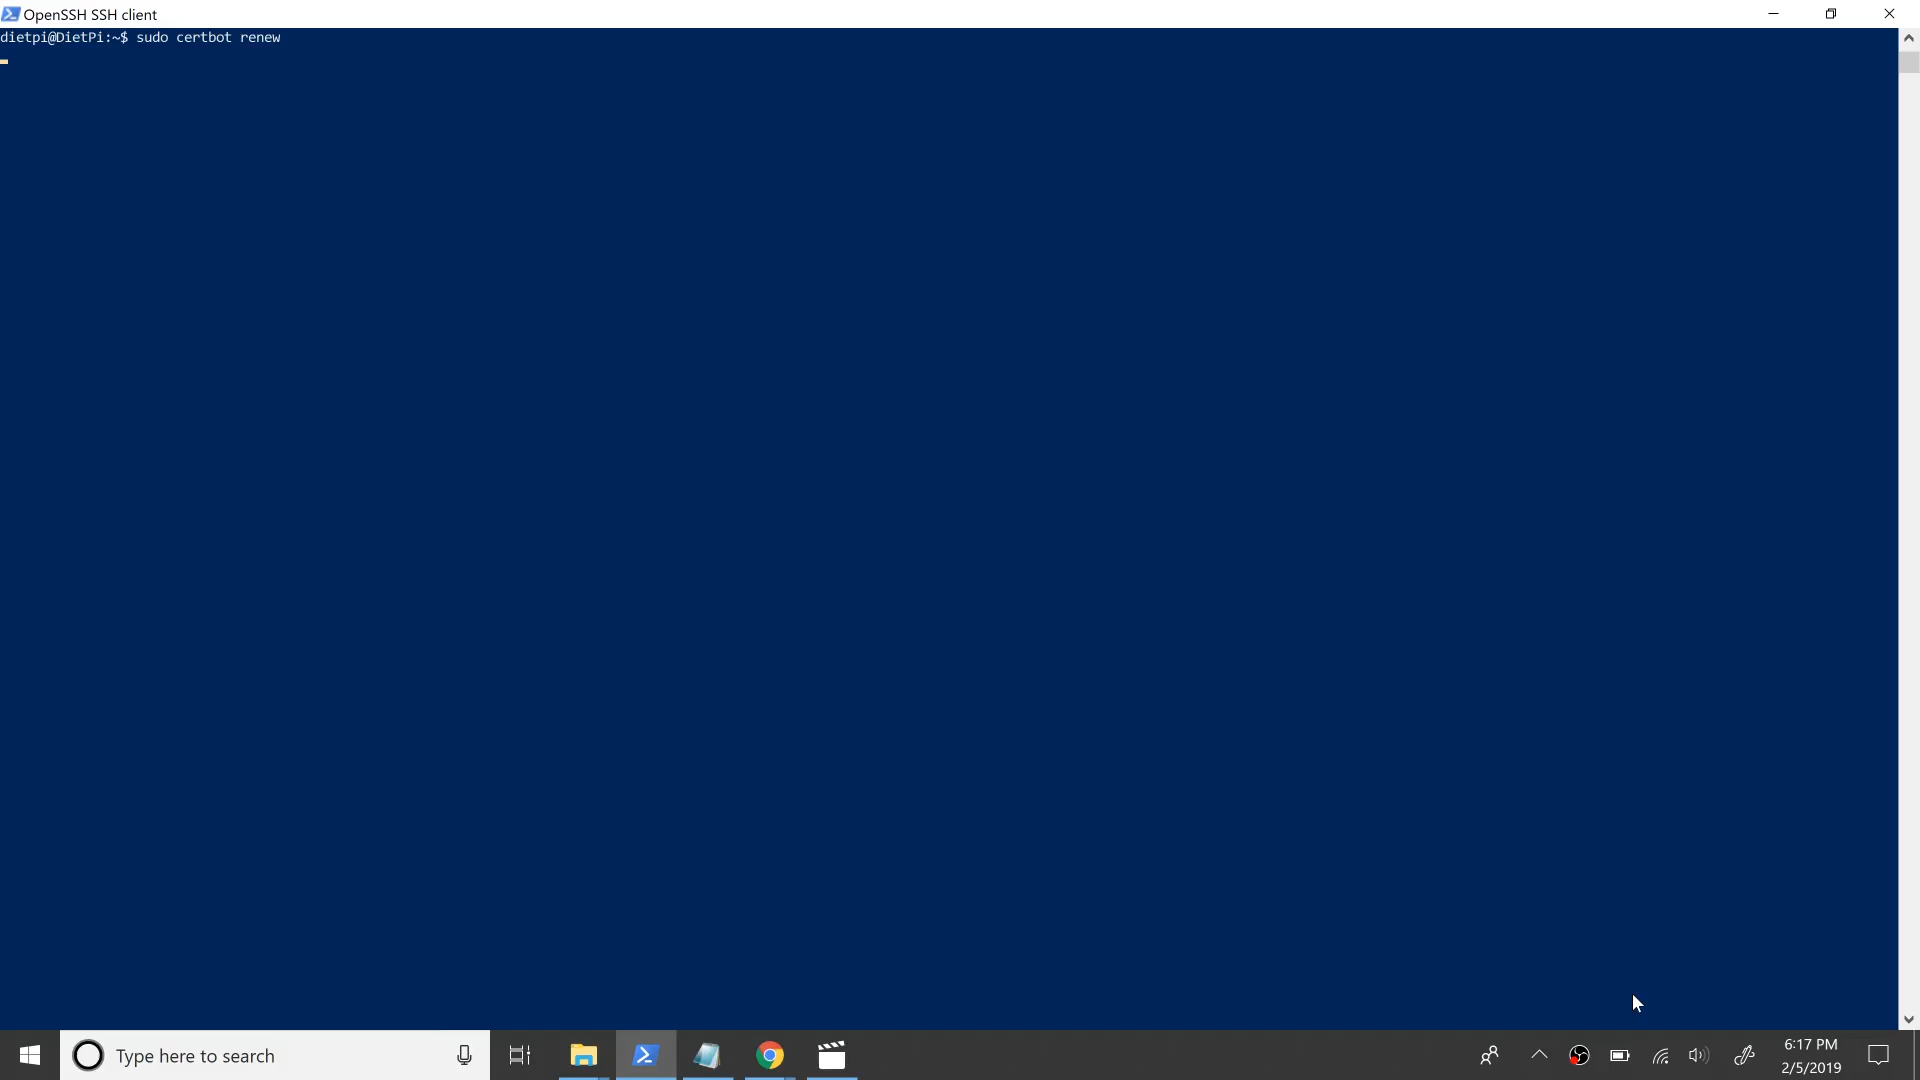 OpenSSH SSH client
dietpi@DietPi:~$ sudo certbot renew
Type here to search
6:17 PM
2/5/2019